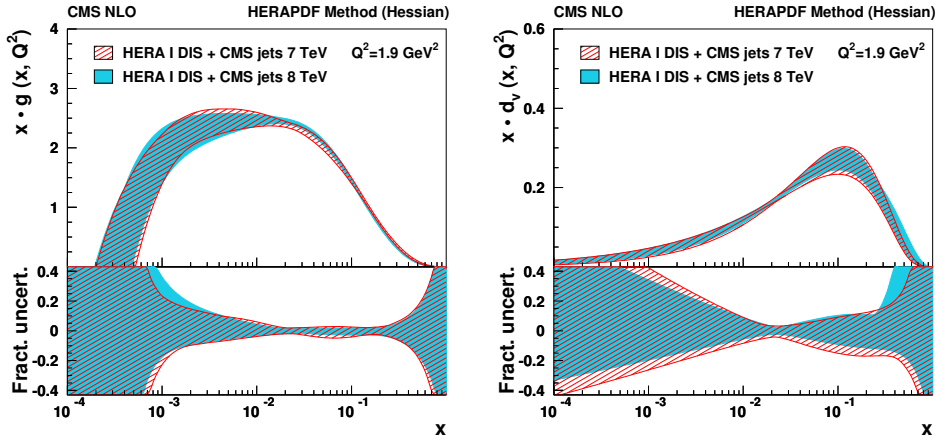 CMS NLO HERAPDF Method (Hessian)
x • g (x, Q²)
4
3
2
1
HERA I DIS + CMS jets 7 TeV Q²=1.9 GeV²
HERA I DIS + CMS jets 8 TeV
Fract. uncert.
0.4
0.2
0
-0.2
-0.4
10⁻⁴ 10⁻³ 10⁻² 10⁻¹ 1
x
CMS NLO HERAPDF Method (Hessian)
x • dᵥ (x, Q²)
0.6
0.4
0.2
HERA I DIS + CMS jets 7 TeV Q²=1.9 GeV²
HERA I DIS + CMS jets 8 TeV
Fract. uncert.
0.4
0.2
0
-0.2
-0.4
10⁻⁴ 10⁻³ 10⁻² 10⁻¹ 1
x